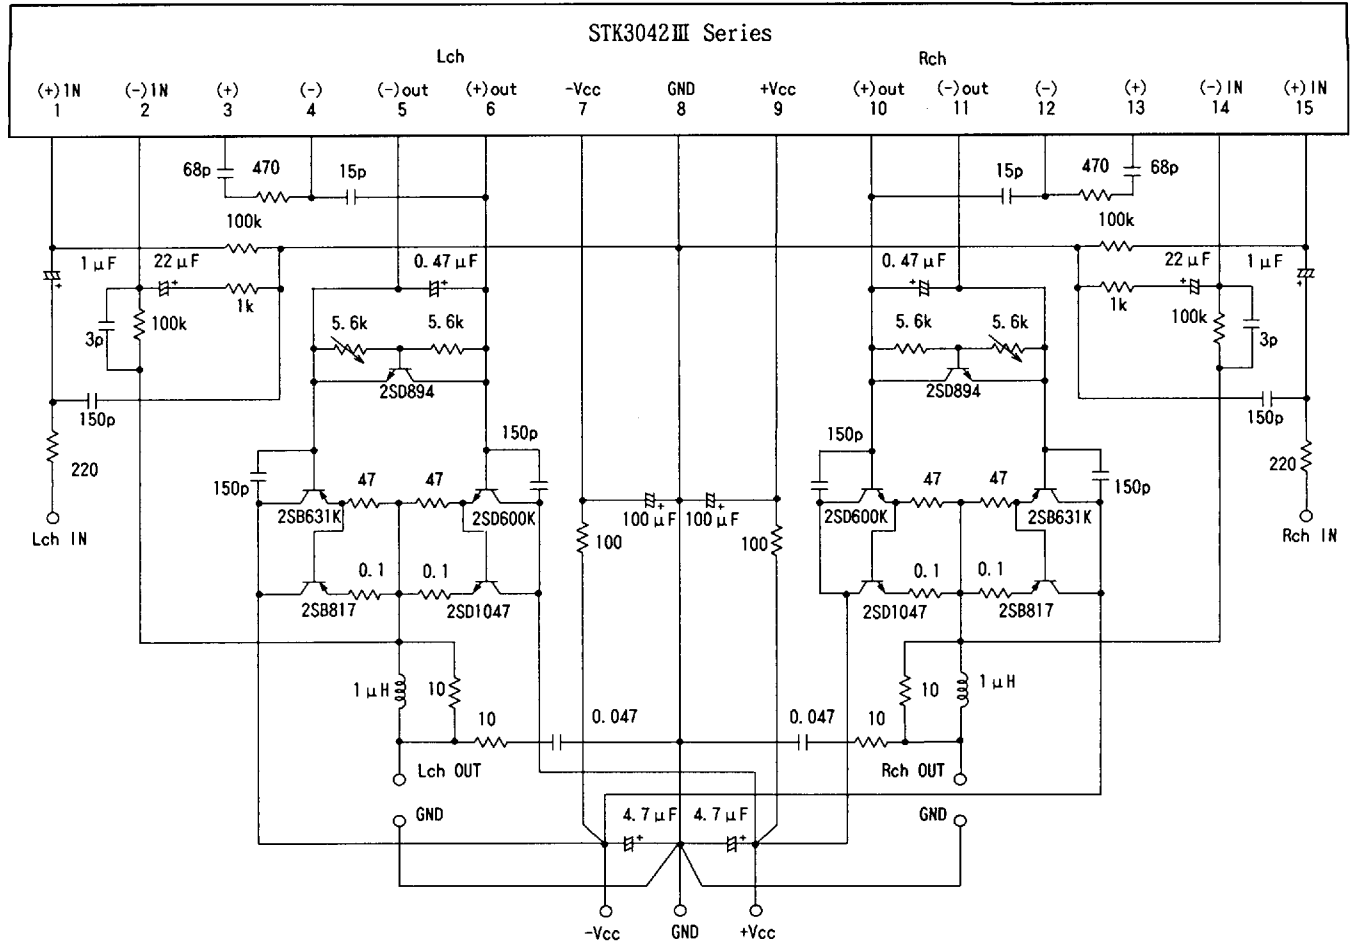 STK3042Ⅲ Series
Lch
Rch
(+)IN (-)IN (+) (-) (-)out (+)out -Vcc GND +Vcc (+)out (-)out (-) (+) (-)IN (+)IN
1 2 3 4 5 6 7 8 9 10 11 12 13 14 15
68p 470 15p 15p 470 68p
100k 100k
1μF 22μF 0.47μF 0.47μF 22μF 1μF
+ + + + + +
1k 1k
3p 100k 5.6k 5.6k 5.6k 5.6k 100k 3p
2SD894 2SD894
150p 150p
150p 150p
220 150p 47 47 47 47 150p 220
2SB631K 2SD600K + + 2SD600K 2SB631K
100μF 100μF
Lch IN 100 100 Rch IN
0.1 0.1 0.1 0.1
2SB817 2SD1047 2SD1047 2SB817
1μH 10 10 1μH
10 0.047 0.047 10
Lch OUT Rch OUT
GND 4.7μF 4.7μF GND
+ +
-Vcc GND +Vcc